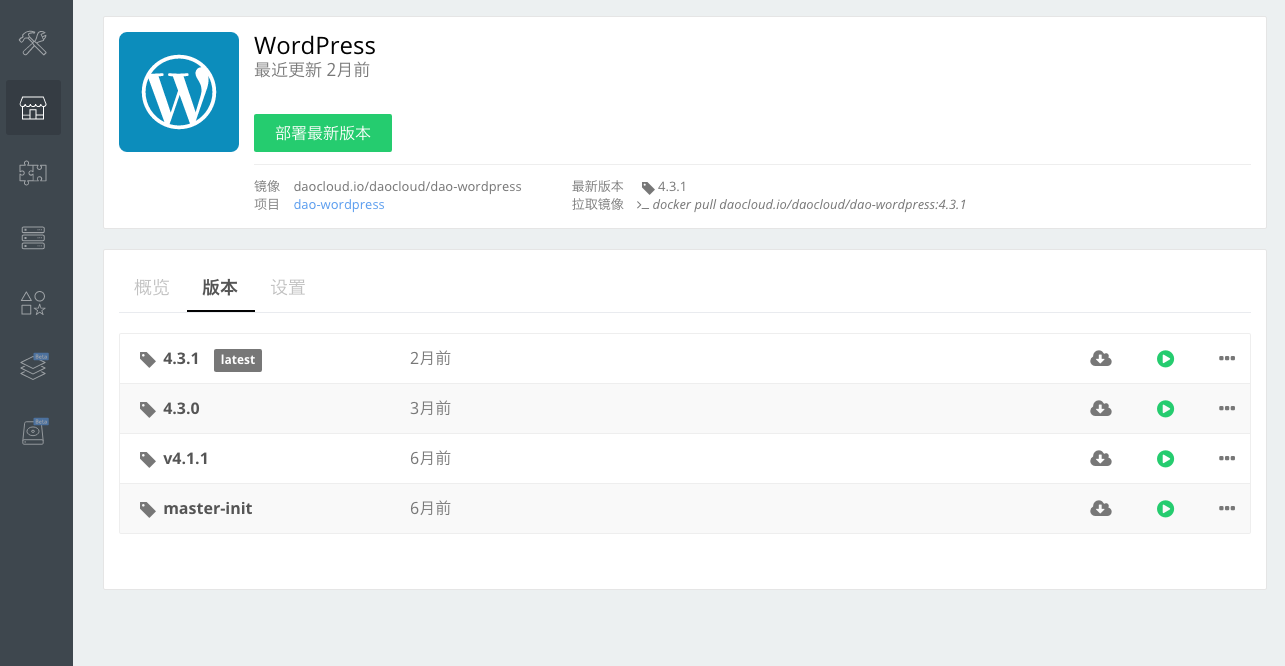 WordPress
最近更新 2月前
部署最新版本
镜像 daocloud.io/daocloud/dao-wordpress 最新版本 4.3.1
项目 dao-wordpress 拉取镜像 >_ docker pull daocloud.io/daocloud/dao-wordpress:4.3.1
概览 版本 设置
4.3.1 latest 2月前
4.3.0 3月前
v4.1.1 6月前
master-init 6月前
Beta
Beta